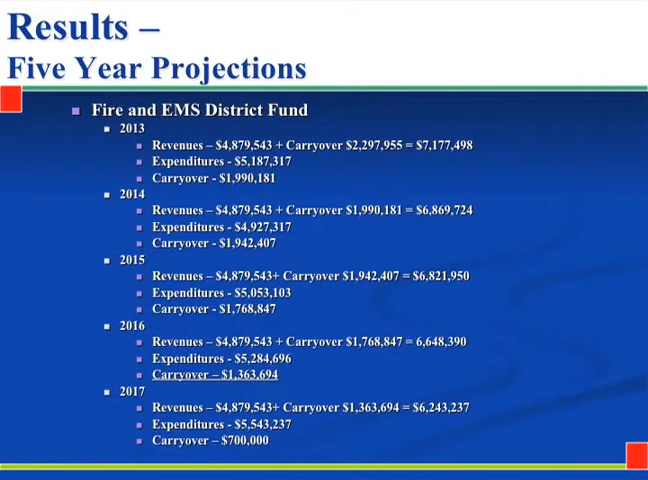 Results –
Five Year Projections
Fire and EMS District Fund
2013
Revenues – $4,879,543 + Carryover $2,297,955 = $7,177,498
Expenditures - $5,187,317
Carryover - $1,990,181
2014
Revenues – $4,879,543 + Carryover $1,990,181 = $6,869,724
Expenditures - $4,927,317
Carryover - $1,942,407
2015
Revenues – $4,879,543+ Carryover $1,942,407 = $6,821,950
Expenditures - $5,053,103
Carryover - $1,768,847
2016
Revenues – $4,879,543 + Carryover $1,768,847 = 6,648,390
Expenditures - $5,284,696
Carryover – $1,363,694
2017
Revenues – $4,879,543+ Carryover $1,363,694 = $6,243,237
Expenditures - $5,543,237
Carryover – $700,000